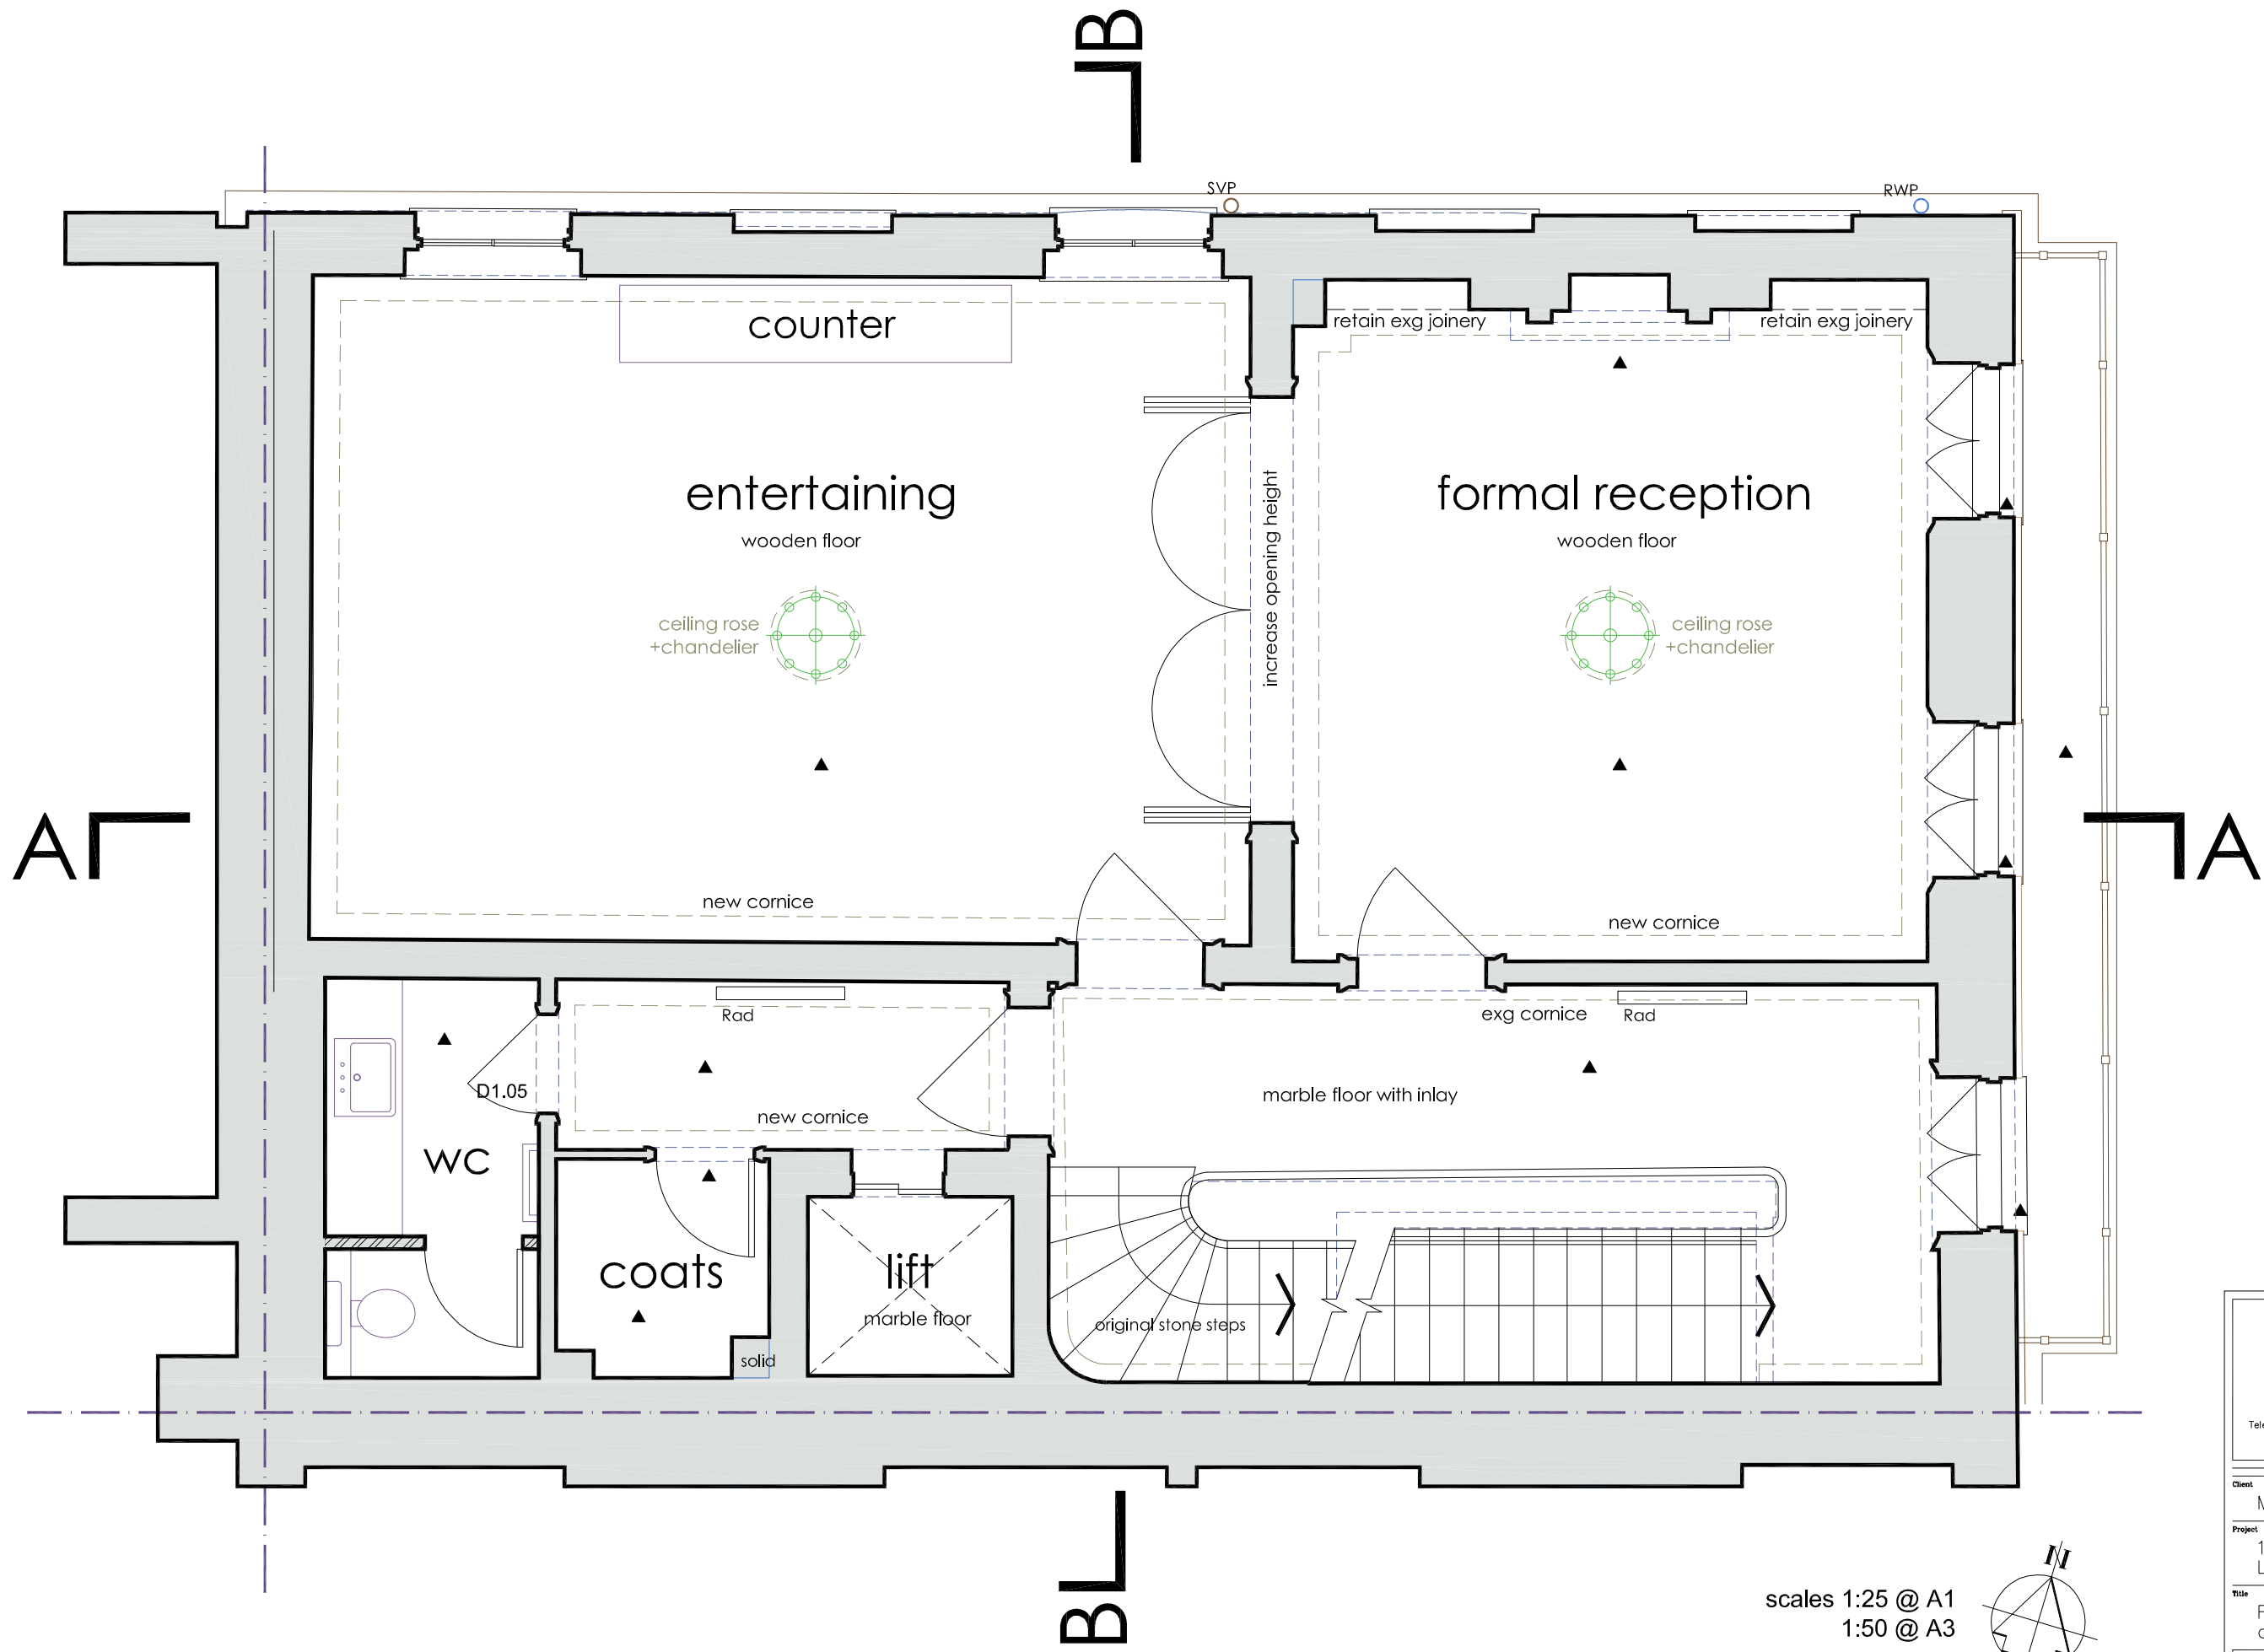 B
SVP
RWP
counter
retain exg joinery
retain exg joinery
entertaining
wooden floor
formal reception
wooden floor
increase opening height
ceiling rose
+chandelier
ceiling rose
+chandelier
A
A
new cornice
new cornice
Rad
exg cornice
Rad
D1.05
marble floor with inlay
new cornice
WC
coats
lift
marble floor
original stone steps
solid
B
N
scales 1:25 @ A1
1:50 @ A3
Client
Project
Title